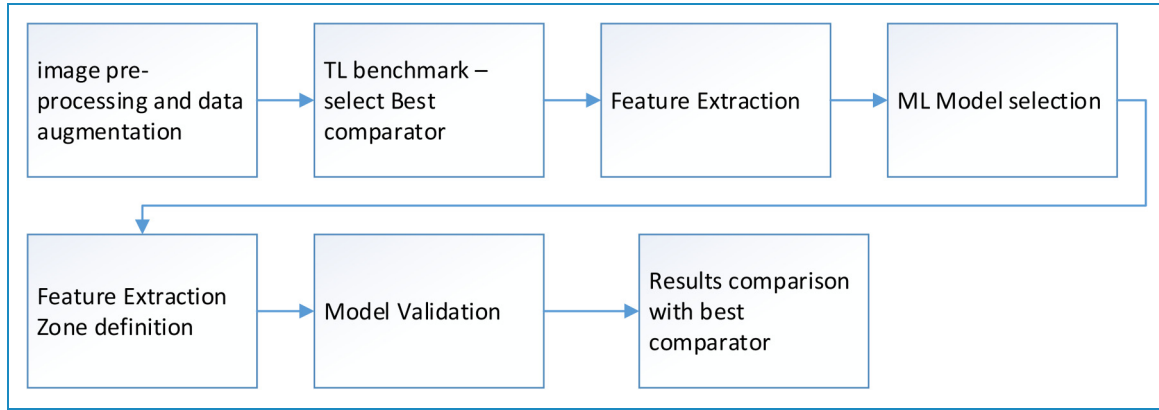 image pre-
processing and data
augmentation
TL benchmark –
select Best
comparator
Feature Extraction
ML Model selection
Feature Extraction
Zone definition
Model Validation
Results comparison
with best
comparator